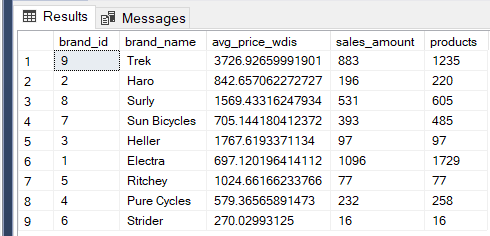 Results Messages
brand_id brand_name avg_price_wdis sales_amount products
1 9 Trek 3726.92659991901 883 1235
2 2 Haro 842.657062272727 196 220
3 8 Surly 1569.43316247934 531 605
4 7 Sun Bicycles 705.144180412372 393 485
5 3 Heller 1767.6193371134 97 97
6 1 Electra 697.120196414112 1096 1729
7 5 Ritchey 1024.66166233766 77 77
8 4 Pure Cycles 579.36565891473 232 258
9 6 Strider 270.02993125 16 16